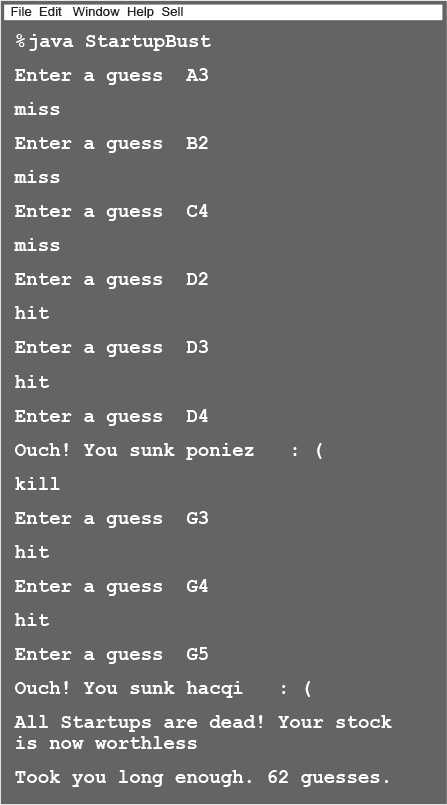 File Edit Window Help Sell
%java StartupBust
Enter a guess A3
miss
Enter a guess B2
miss
Enter a guess C4
miss
Enter a guess D2
hit
Enter a guess D3
hit
Enter a guess D4
Ouch! You sunk poniez : (
kill
Enter a guess G3
hit
Enter a guess G4
hit
Enter a guess G5
Ouch! You sunk hacqi : (
All Startups are dead! Your stock
is now worthless
Took you long enough. 62 guesses.